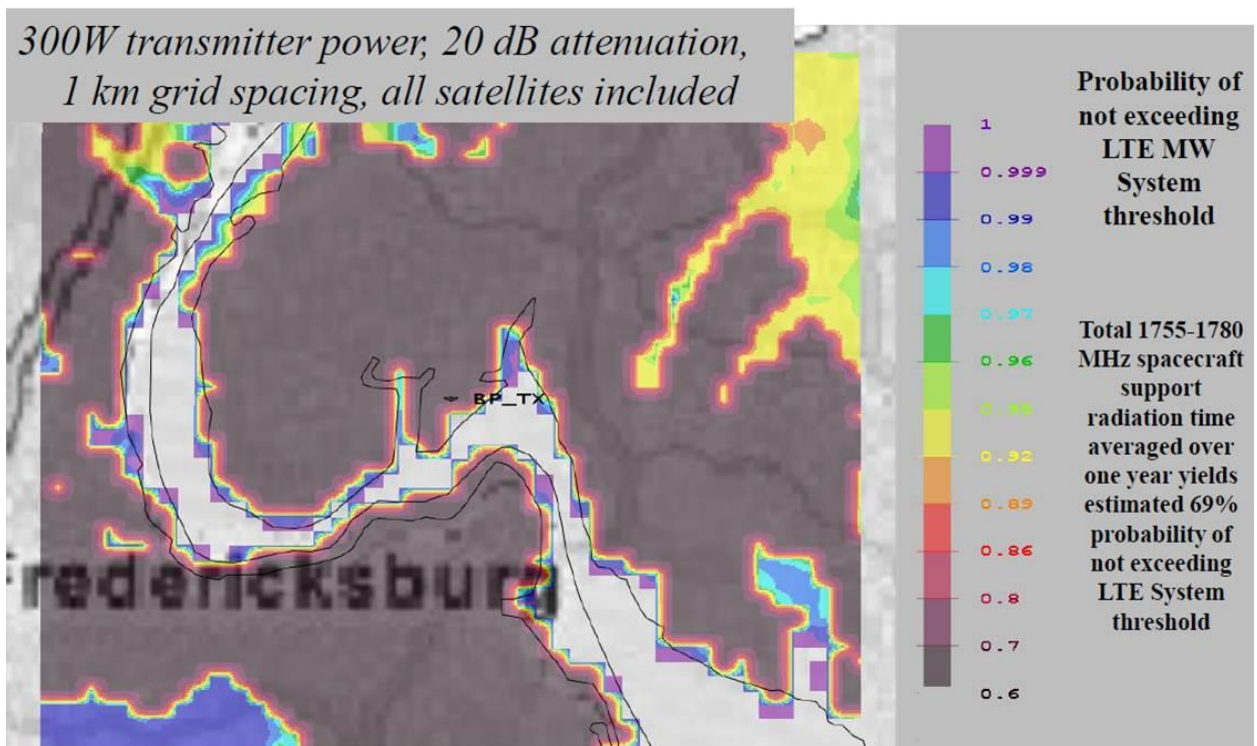 300W transmitter power, 20 dB attenuation,
1 km grid spacing, all satellites included
Probability of
not exceeding
LTE MW
System
threshold
1
0.999
0.99
0.98
0.97
0.96
0.95
0.92
0.89
0.86
0.8
0.7
0.6
Total 1755-1780
MHz spacecraft
support
radiation time
averaged over
one year yields
estimated 69%
probability of
not exceeding
LTE System
threshold
BP_TX
Fredericksburg